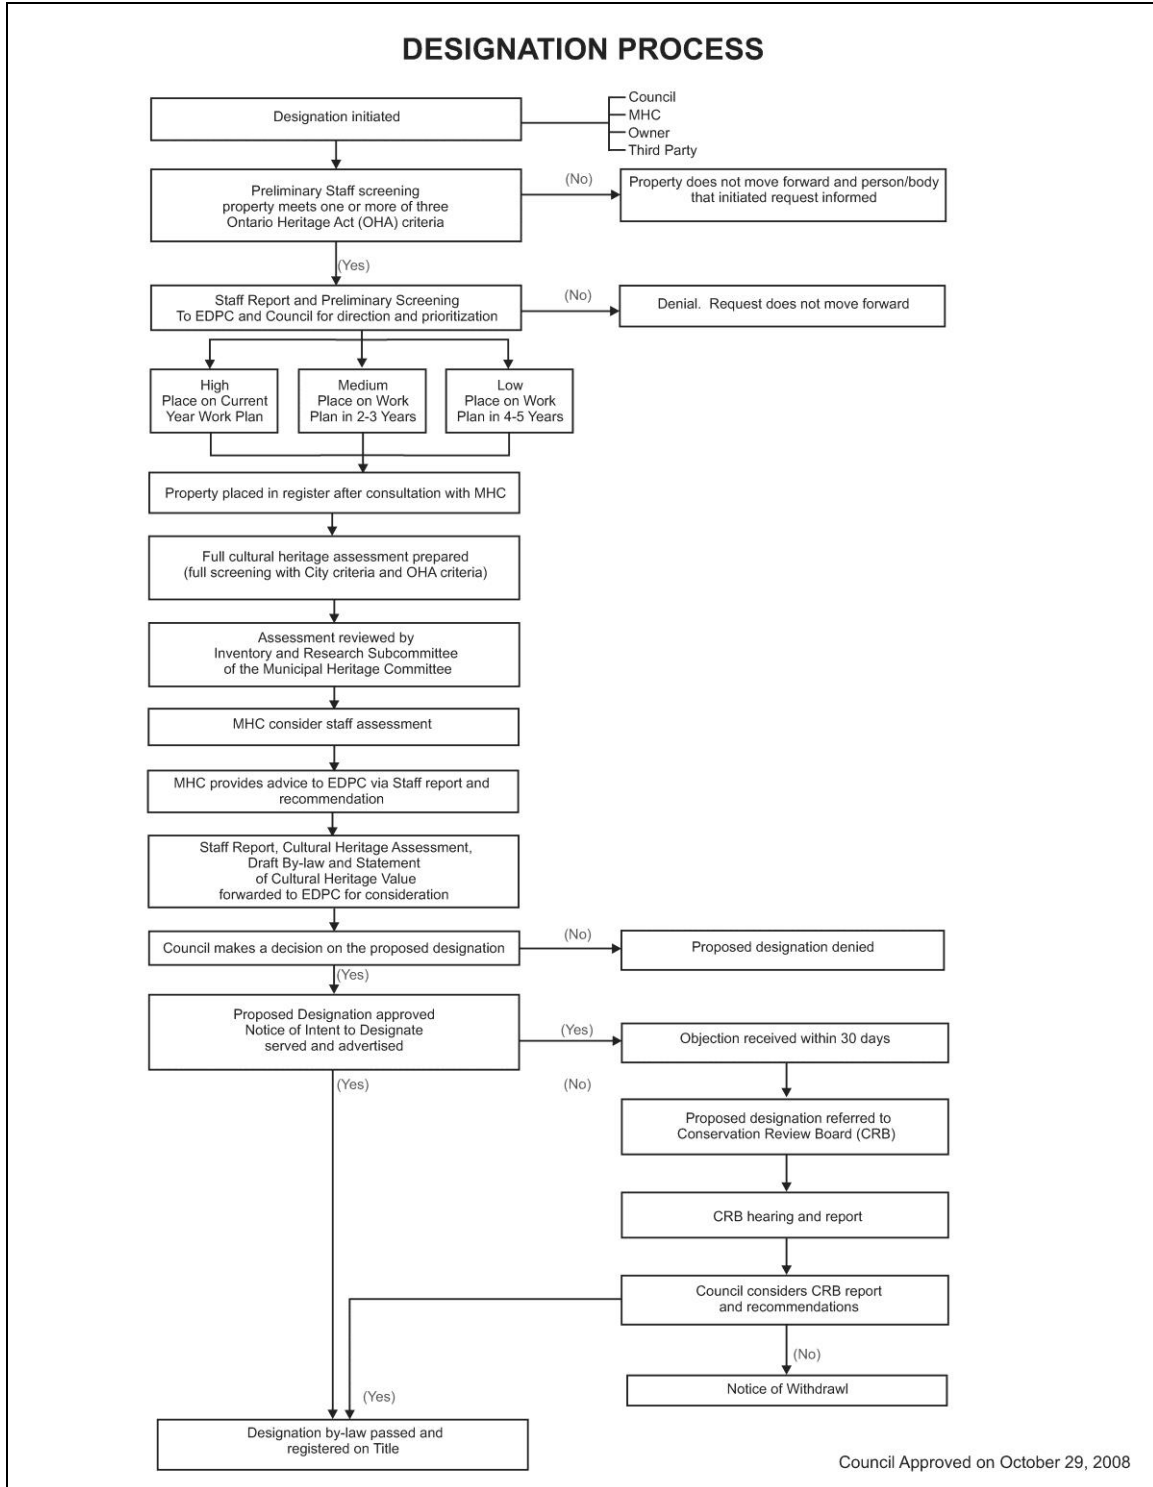 DESIGNATION PROCESS
Designation initiated
Council
MHC
Owner
Third Party
Preliminary Staff screening
property meets one or more of three
Ontario Heritage Act (OHA) criteria
(No)
Property does not move forward and person/body
that initiated request informed
(Yes)
Staff Report and Preliminary Screening
To EDPC and Council for direction and prioritization
(No)
Denial.  Request does not move forward
High
Place on Current
Year Work Plan
Medium
Place on Work
Plan in 2-3 Years
Low
Place on Work
Plan in 4-5 Years
Property placed in register after consultation with MHC
Full cultural heritage assessment prepared
(full screening with City criteria and OHA criteria)
Assessment reviewed by
Inventory and Research Subcommittee
of the Municipal Heritage Committee
MHC consider staff assessment
MHC provides advice to EDPC via Staff report and
recommendation
Staff Report, Cultural Heritage Assessment,
Draft By-law and Statement
of Cultural Heritage Value
forwarded to EDPC for consideration
Council makes a decision on the proposed designation
(No)
Proposed designation denied
(Yes)
Proposed Designation approved
Notice of Intent to Designate
served and advertised
(Yes)
Objection received within 30 days
(Yes)
(No)
Proposed designation referred to
Conservation Review Board (CRB)
CRB hearing and report
Council considers CRB report
and recommendations
(No)
Notice of Withdrawl
(Yes)
Designation by-law passed and
registered on Title
Council Approved on October 29, 2008